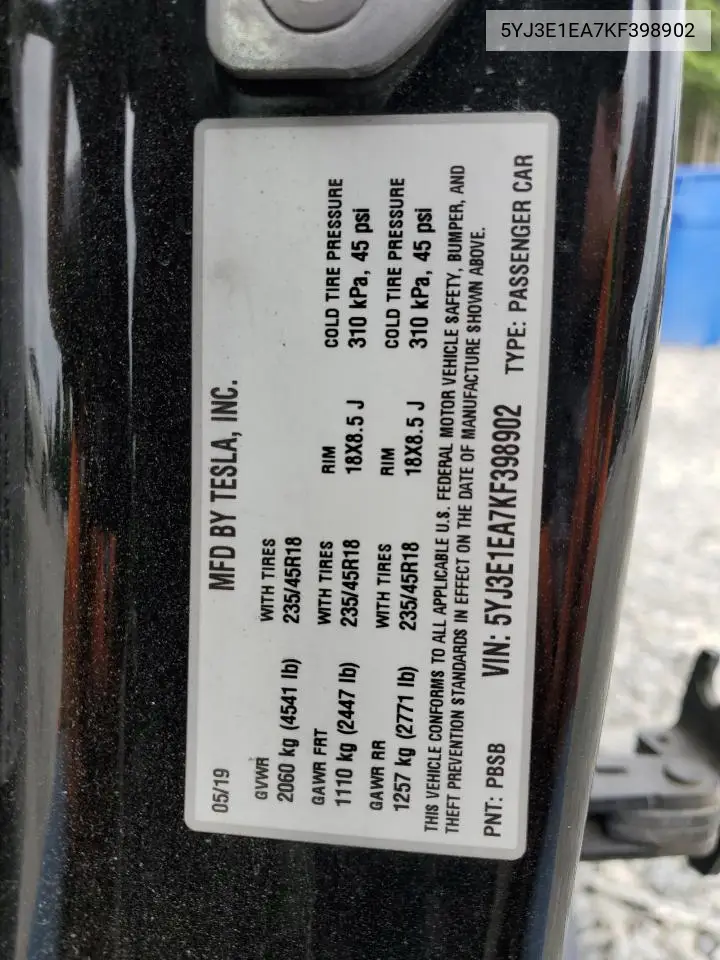 5YJ3E1EA7KF398902
MFD BY TESLA, INC.
05/19
GVWR WITH TIRES
2060 kg (4541 lb) 235/45R18
GAWR FRT WITH TIRES RIM COLD TIRE PRESSURE
1110 kg (2447 lb) 235/45R18 18X8.5 J 310 kPa, 45 psi
GAWR RR WITH TIRES RIM COLD TIRE PRESSURE
1257 kg (2771 lb) 235/45R18 18X8.5 J 310 kPa, 45 psi
THIS VEHICLE CONFORMS TO ALL APPLICABLE U.S. FEDERAL MOTOR VEHICLE SAFETY, BUMPER, AND
THEFT PREVENTION STANDARDS IN EFFECT ON THE DATE OF MANUFACTURE SHOWN ABOVE.
PNT: PBSB VIN: 5YJ3E1EA7KF398902 TYPE: PASSENGER CAR